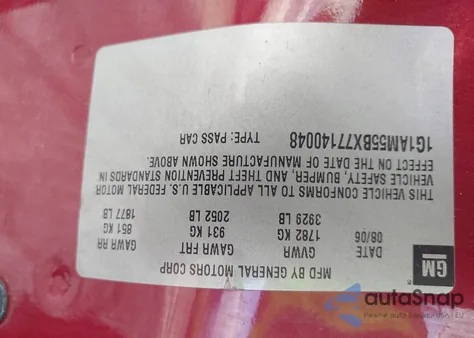 GM
MFD BY GENERAL MOTORS CORP
DATE GVWR GAWR FRT GAWR RR
08/06 1782 KG 931 KG 851 KG
3929 LB 2052 LB 1877 LB
THIS VEHICLE CONFORMS TO ALL APPLICABLE U.S. FEDERAL MOTOR
VEHICLE SAFETY, BUMPER, AND THEFT PREVENTION STANDARDS IN
EFFECT ON THE DATE OF MANUFACTURE SHOWN ABOVE.
1G1AM55BX77140048 TYPE: PASS CAR
autoSnap